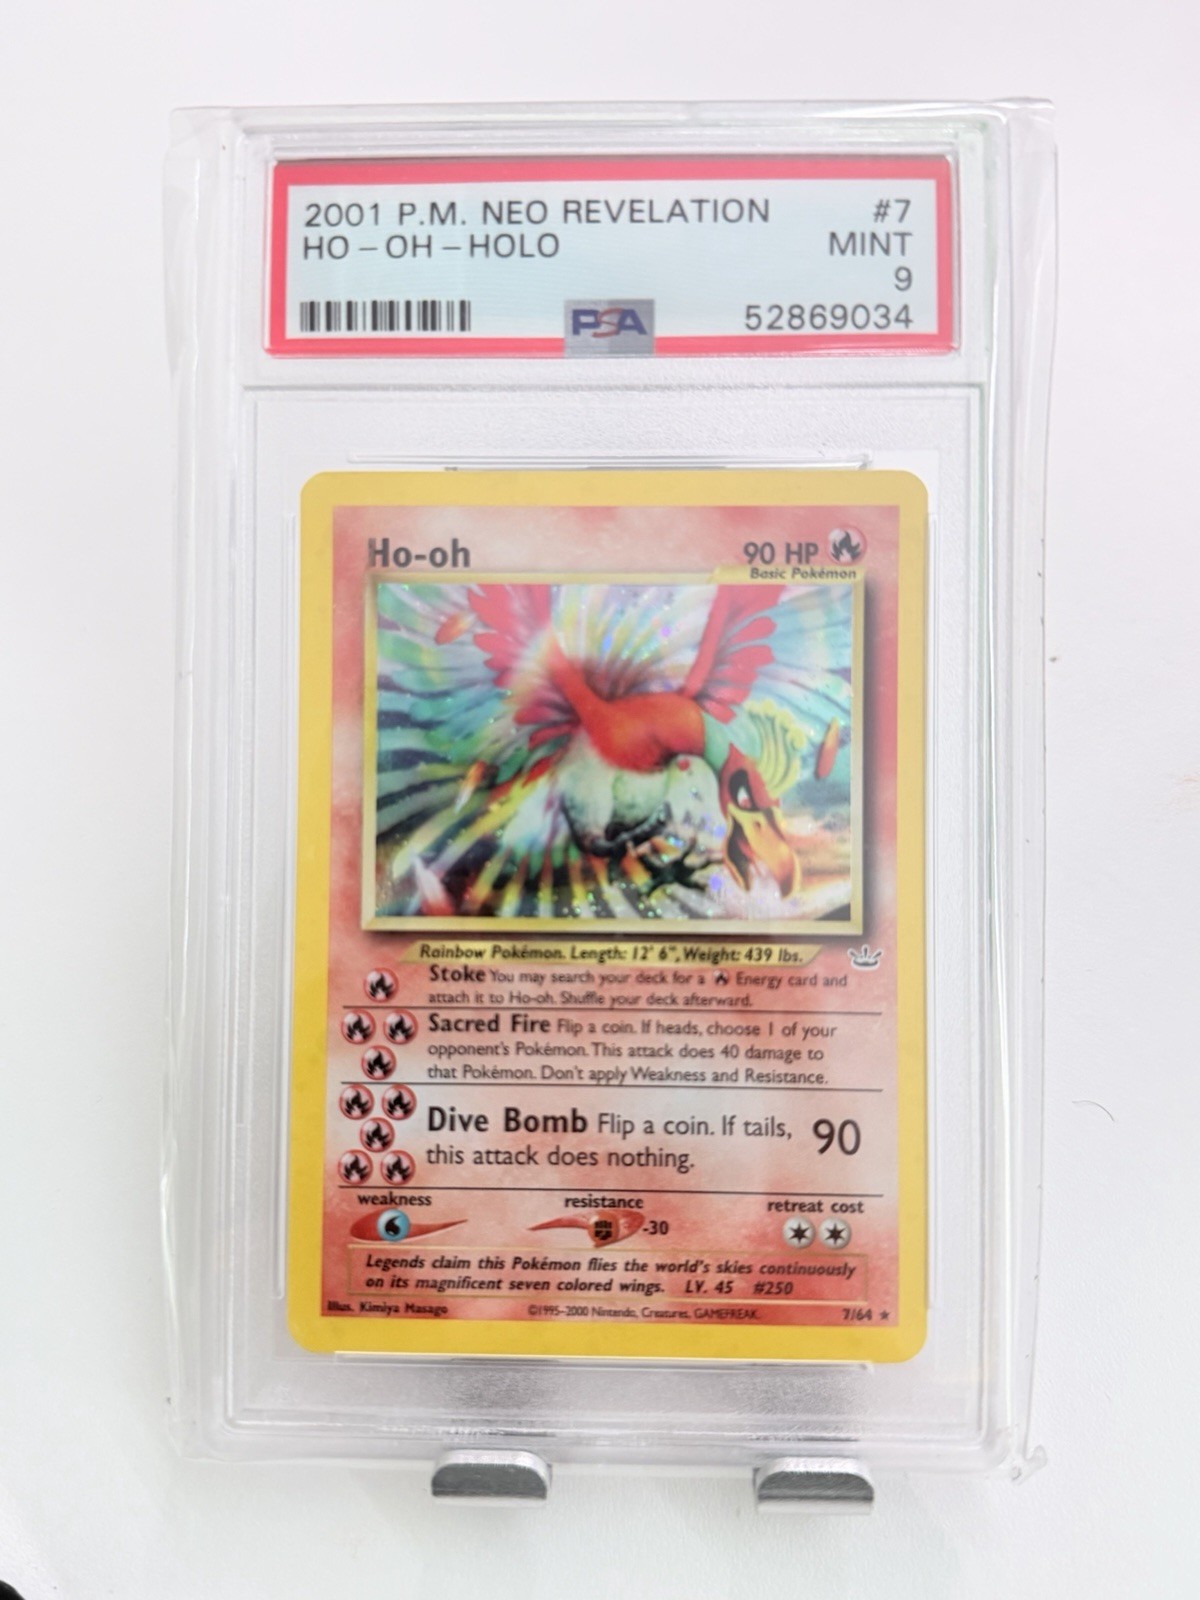 2001 P.M. NEO REVELATION #7
HO - OH - HOLO MINT
9
PSA 52869034
Ho-oh 90 HP
Basic Pokémon
Rainbow Pokémon. Length: 12' 6", Weight: 439 lbs.
Stoke You may search your deck for a Energy card and
attach it to Ho-oh. Shuffle your deck afterward.
Sacred Fire Flip a coin. If heads, choose 1 of your
opponent's Pokémon. This attack does 40 damage to
that Pokémon. Don't apply Weakness and Resistance.
Dive Bomb Flip a coin. If tails, 90
this attack does nothing.
weakness resistance retreat cost
-30
Legends claim this Pokémon flies the world's skies continuously
on its magnificent seven colored wings. LV. 45 #250
Illus. Kimiya Masago ©1995-2000 Nintendo, Creatures, GAMEFREAK. 7/64